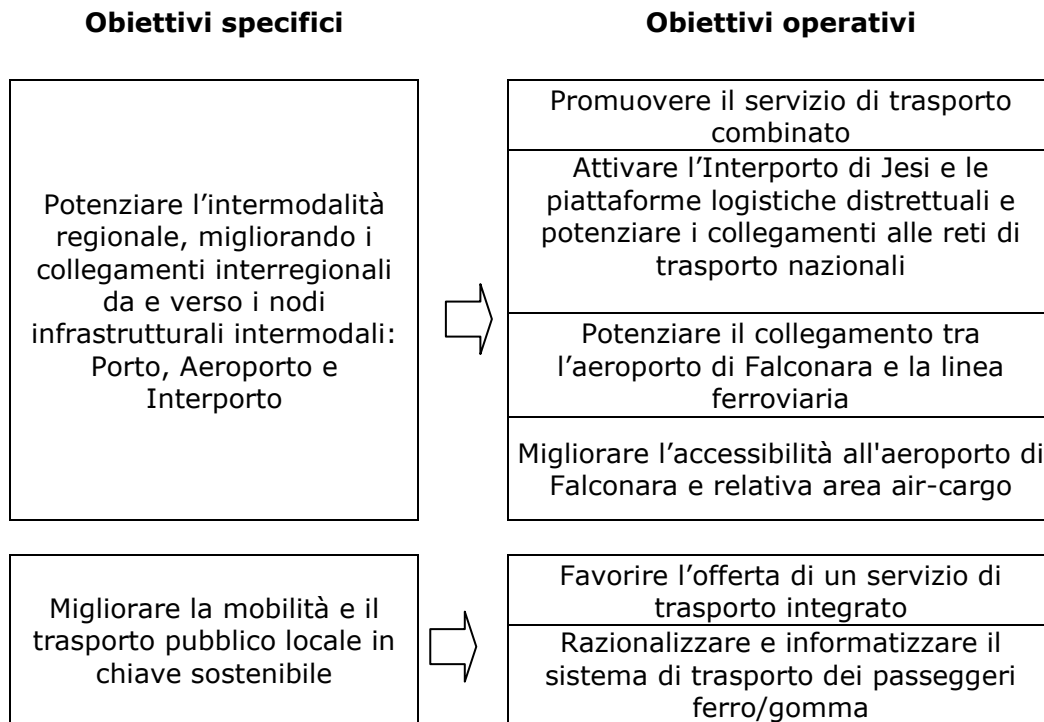 Obiettivi specifici
Obiettivi operativi
Potenziare l’intermodalità
regionale, migliorando i
collegamenti interregionali
da e verso i nodi
infrastrutturali intermodali:
Porto, Aeroporto e
Interporto
Promuovere il servizio di trasporto
combinato
Attivare l’Interporto di Jesi e le
piattaforme logistiche distrettuali e
potenziare i collegamenti alle reti di
trasporto nazionali
Potenziare il collegamento tra
l’aeroporto di Falconara e la linea
ferroviaria
Migliorare l’accessibilità all'aeroporto di
Falconara e relativa area air-cargo
Migliorare la mobilità e il
trasporto pubblico locale in
chiave sostenibile
Favorire l’offerta di un servizio di
trasporto integrato
Razionalizzare e informatizzare il
sistema di trasporto dei passeggeri
ferro/gomma